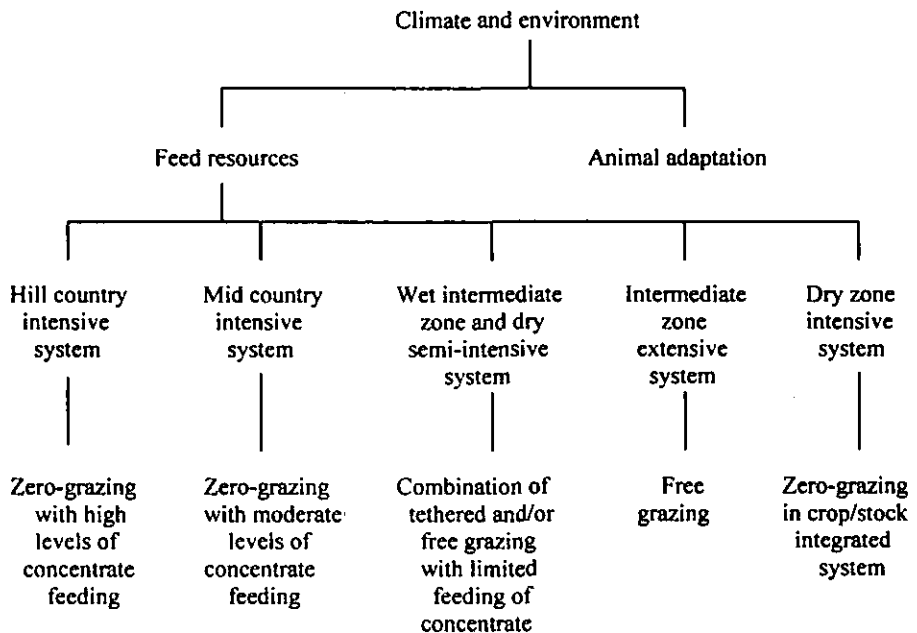 Climate and environment
Feed resources
Animal adaptation
Hill country
intensive
system
Mid country
intensive
system
Wet intermediate
zone and dry
semi-intensive
system
Intermediate
zone
extensive
system
Dry zone
intensive
system
Zero-grazing
with high
levels of
concentrate
feeding
Zero-grazing
with moderate
levels of
concentrate
feeding
Combination of
tethered and/or
free grazing
with limited
feeding of
concentrate
Free
grazing
Zero-grazing
in crop/stock
integrated
system